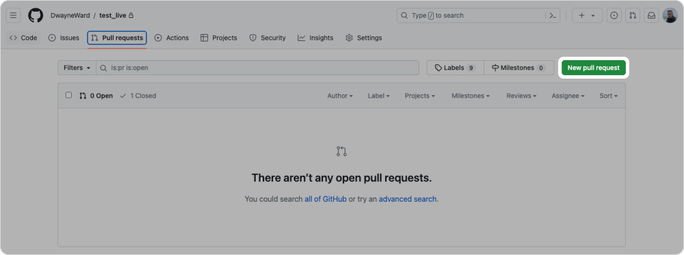 DwayneWard / test_live
Type / to search
Code Issues Pull requests Actions Projects Security Insights Settings
Filters is:pr is:open Labels 9 Milestones 0 New pull request
0 Open 1 Closed Author Label Projects Milestones Reviews Assignee Sort
There aren't any open pull requests.
You could search all of GitHub or try an advanced search.